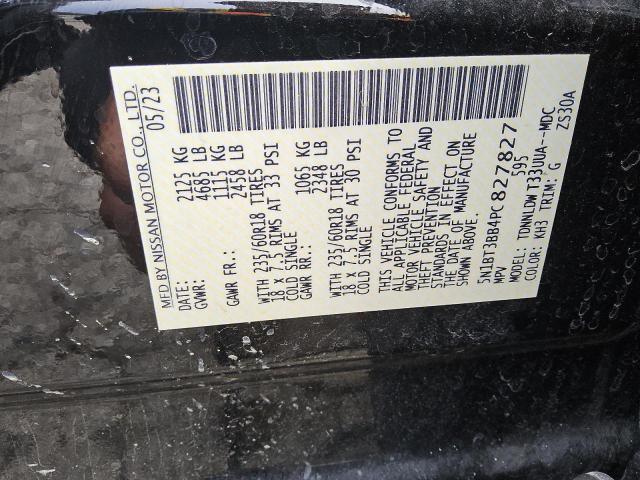 MFD BY NISSAN MOTOR CO., LTD.
DATE: 05/23
GVWR: 2125 KG
4685 LB
GAWR FR.: 1115 KG
2458 LB
WITH 235/60R18 TIRES
18 X 7.5 RIMS AT 33 PSI
COLD SINGLE
GAWR RR.: 1065 KG
2348 LB
WITH 235/60R18 TIRES
18 X 7.5 RIMS AT 30 PSI
COLD SINGLE
THIS VEHICLE CONFORMS TO
ALL APPLICABLE FEDERAL
MOTOR VEHICLE SAFETY AND
THEFT PREVENTION
STANDARDS IN EFFECT ON
THE DATE OF MANUFACTURE
SHOWN ABOVE.
5N1BT3BB4PC827827
MPV 595
MODEL: TDNNLDW T33UUA--MDC
COLOR: KH3 TRIM: G ZS30A